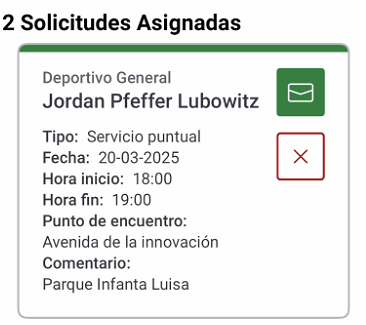 2 Solicitudes Asignadas
Deportivo General
Jordan Pfeffer Lubowitz
Tipo: Servicio puntual
Fecha: 20-03-2025
Hora inicio: 18:00
Hora fin: 19:00
Punto de encuentro:
Avenida de la innovación
Comentario:
Parque Infanta Luisa